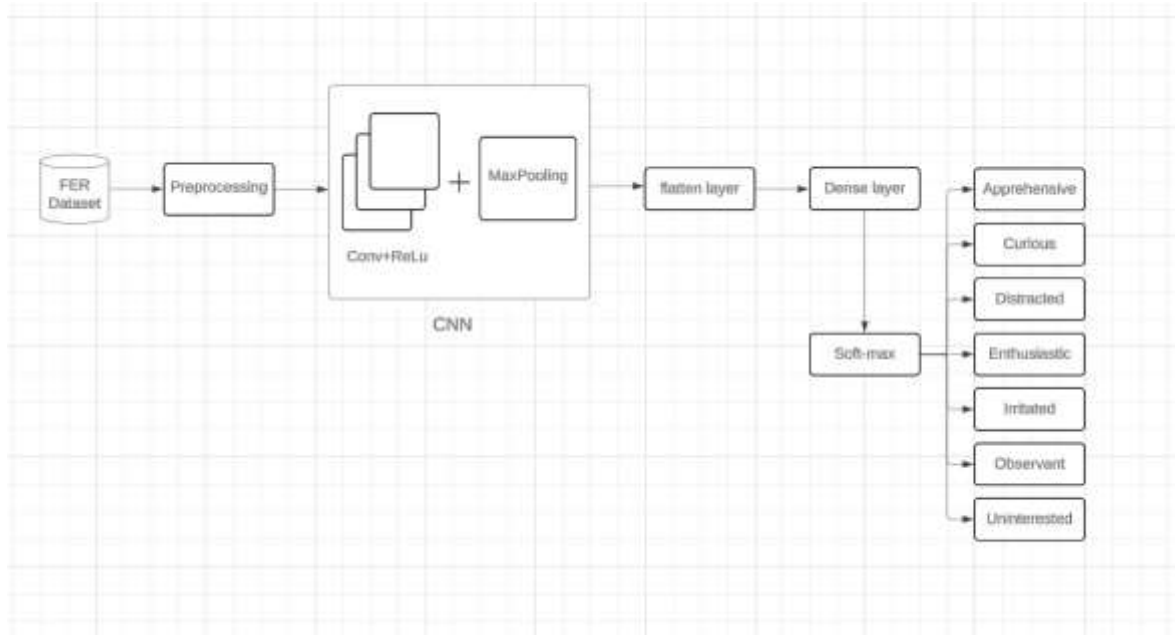 FER
Dataset
Preprocessing
MaxPooling
Conv+ReLu
CNN
flatten layer
Dense layer
Soft-max
Apprehensive
Curious
Distracted
Enthusiastic
Irritated
Observant
Uninterested